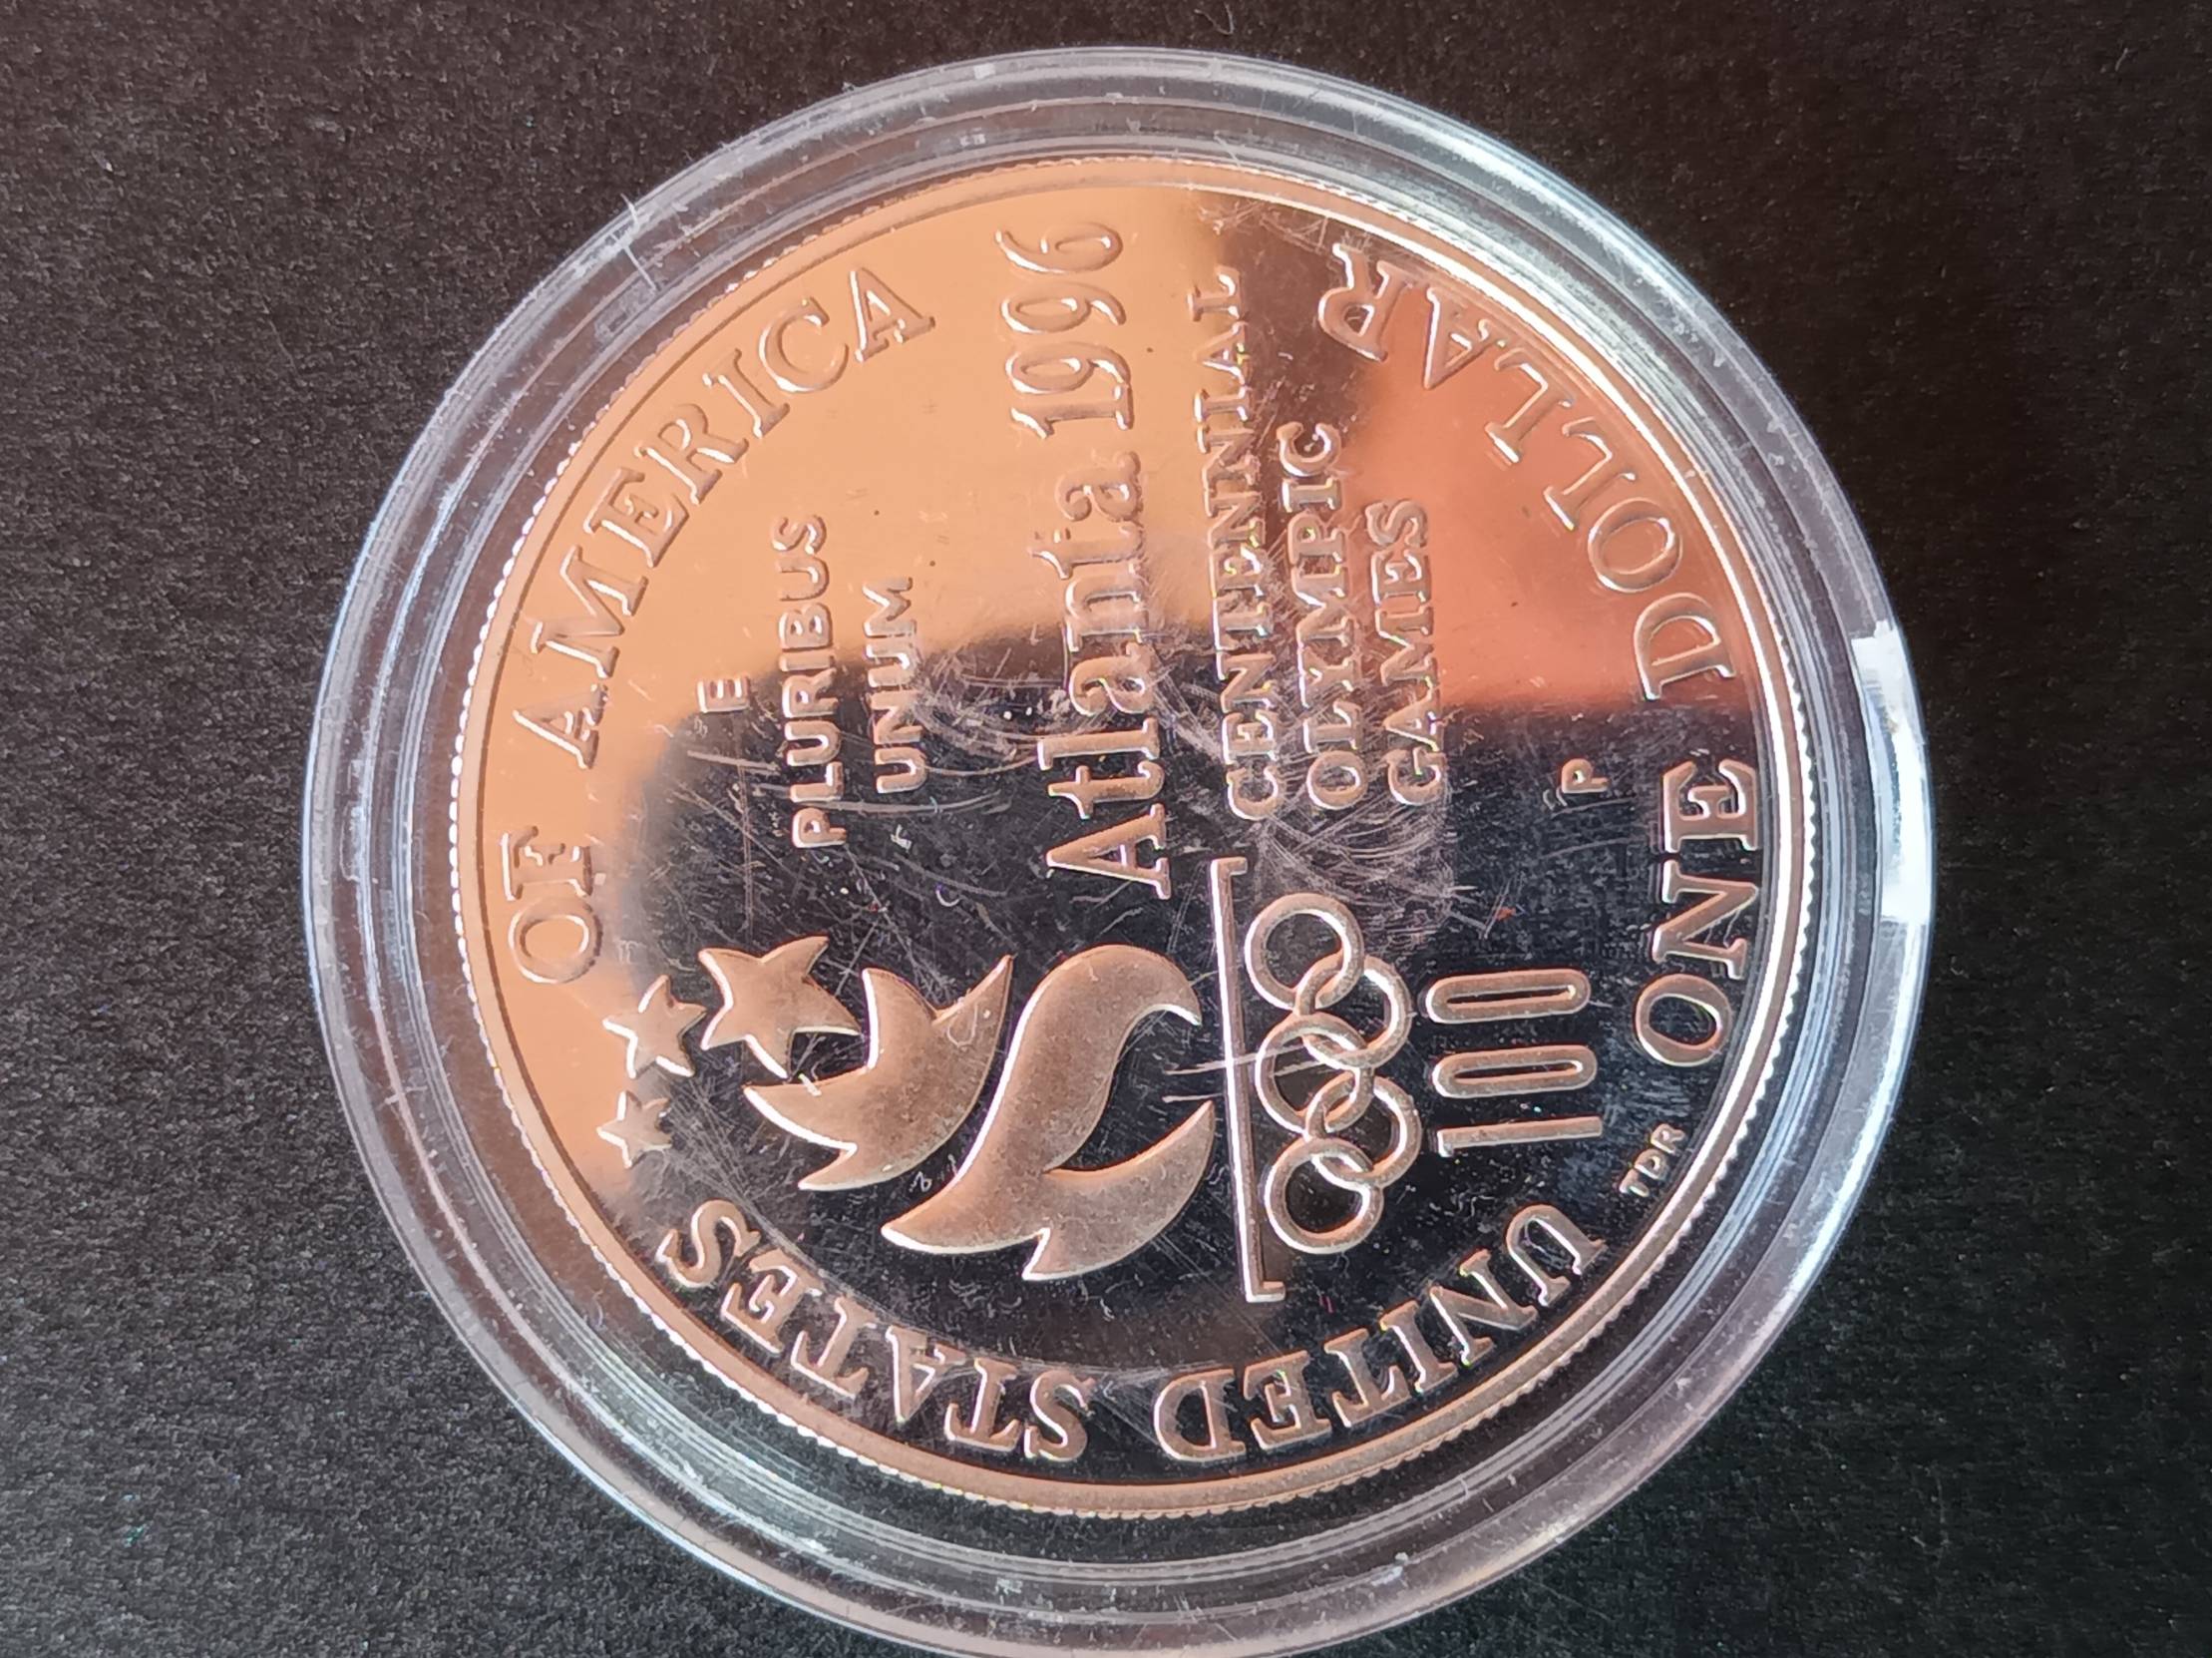 UNITED STATES OF AMERICA
E
PLURIBUS
UNUM
Atlanta 1996
CENTENNIAL
OLYMPIC
GAMES
100
P
TDR
ONE DOLLAR